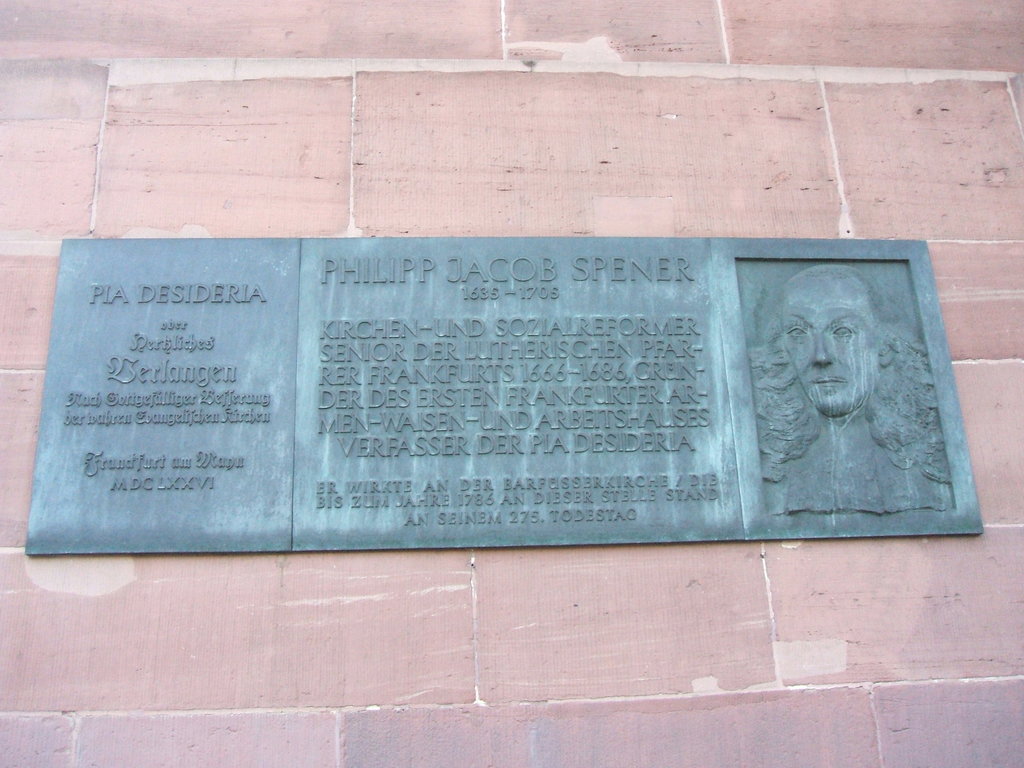 PIA DESIDERIA
oder
Hertzliches
Verlangen
Nach Gottgefälliger Besserung
der wahren Evangelischen Kirchen
Franckfurt am Mayn
MDCLXXVI
PHILIPP JACOB SPENER
1635-1705
KIRCHEN-UND SOZIALREFORMER
SENIOR DER LUTHERISCHEN PFAR-
RER FRANKFURTS 1666-1686, GRÜN-
DER DES ERSTEN FRANKFURTER AR-
MEN-WAISEN-UND ARBEITSHAUSES
VERFASSER DER PIA DESIDERIA
ER WIRKTE AN DER BARFÜSSERKIRCHE / DIE
BIS ZUM JAHRE 1786 AN DIESER STELLE STAND
AN SEINEM 275. TODESTAG